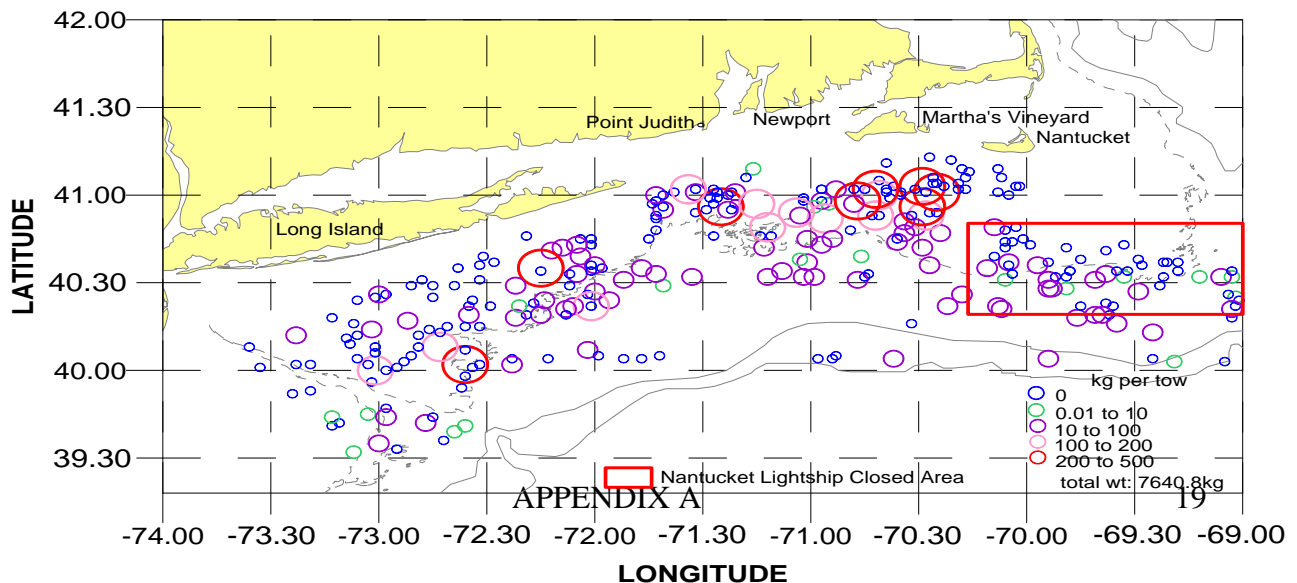 42.00
41.30
41.00
40.30
40.00
39.30
LATITUDE
Point Judith
Newport
Martha's Vineyard
Nantucket
Long Island
kg per tow
0
0.01 to 10
10 to 100
100 to 200
200 to 500
total wt: 7640.8kg
Nantucket Lightship Closed Area
APPENDIX A 19
-74.00 -73.30 -73.00 -72.30 -72.00 -71.30 -71.00 -70.30 -70.00 -69.30 -69.00
LONGITUDE